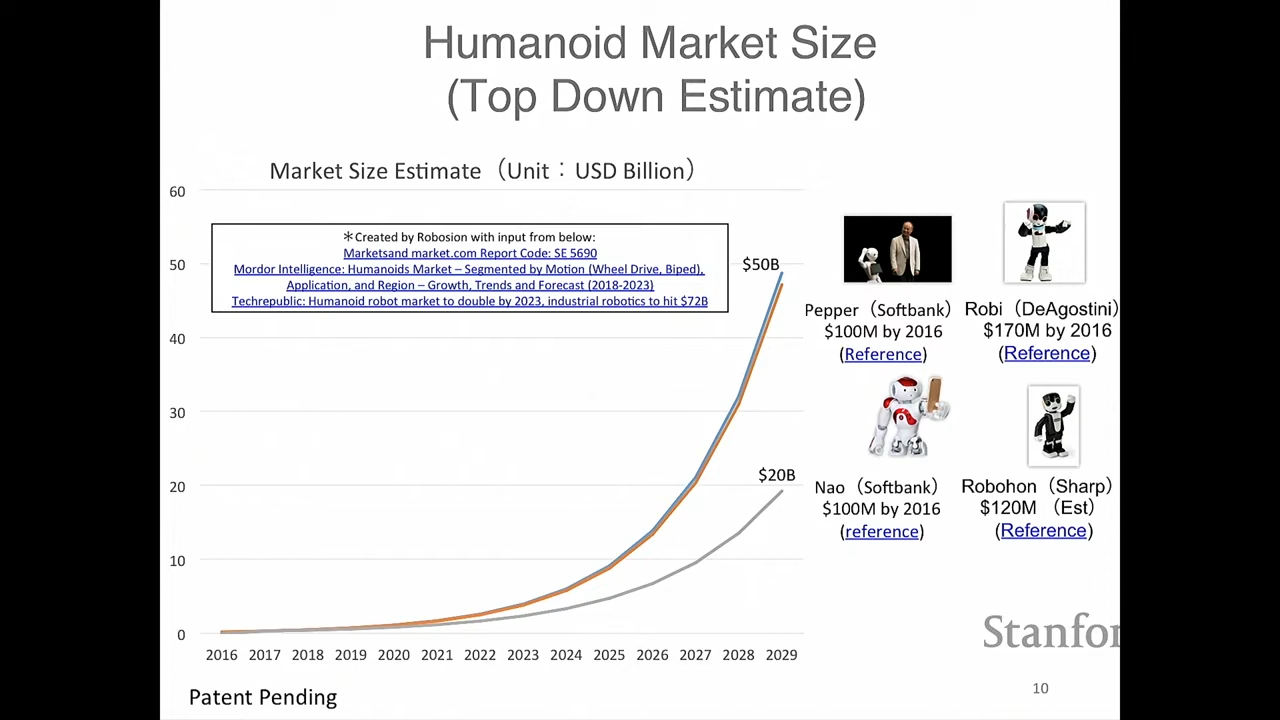 Humanoid Market Size
(Top Down Estimate)
Market Size Estimate（Unit：USD Billion）
60
50
40
30
20
10
0
＊Created by Robosion with input from below:
Marketsand market.com Report Code: SE 5690
Mordor Intelligence: Humanoids Market – Segmented by Motion (Wheel Drive, Biped),
Application, and Region – Growth, Trends and Forecast (2018-2023)
Techrepublic: Humanoid robot market to double by 2023, industrial robotics to hit $72B
$50B
$20B
2016 2017 2018 2019 2020 2021 2022 2023 2024 2025 2026 2027 2028 2029
Pepper（Softbank）
$100M by 2016
(Reference)
Robi（DeAgostini）
$170M by 2016
(Reference)
Nao（Softbank）
$100M by 2016
(reference)
Robohon（Sharp）
$120M （Est）
(Reference)
Stanfor
Patent Pending
10